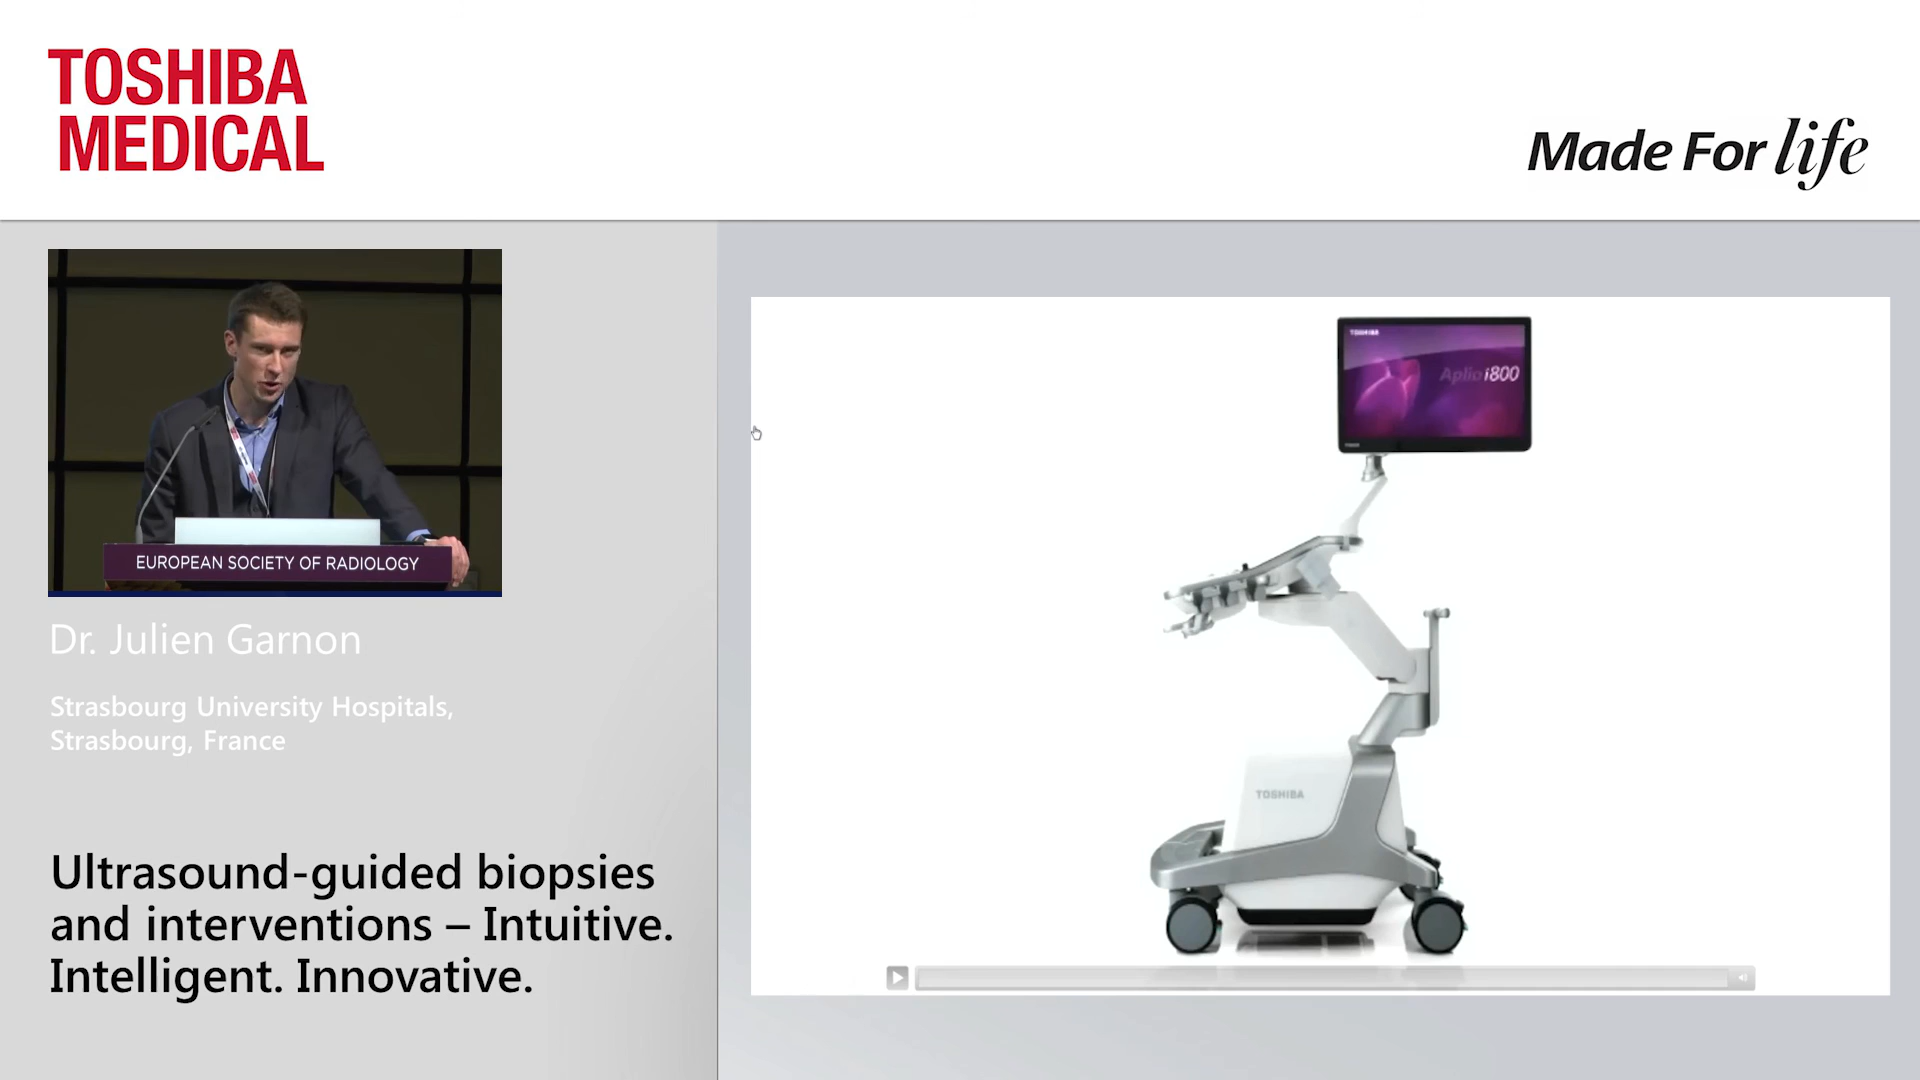 TOSHIBA
MEDICAL
Made For life
EUROPEAN SOCIETY OF RADIOLOGY
Dr. Julien Garnon
Strasbourg University Hospitals,
Strasbourg, France
Ultrasound-guided biopsies
and interventions – Intuitive.
Intelligent. Innovative.
TOSHIBA
Aplio i800
TOSHIBA